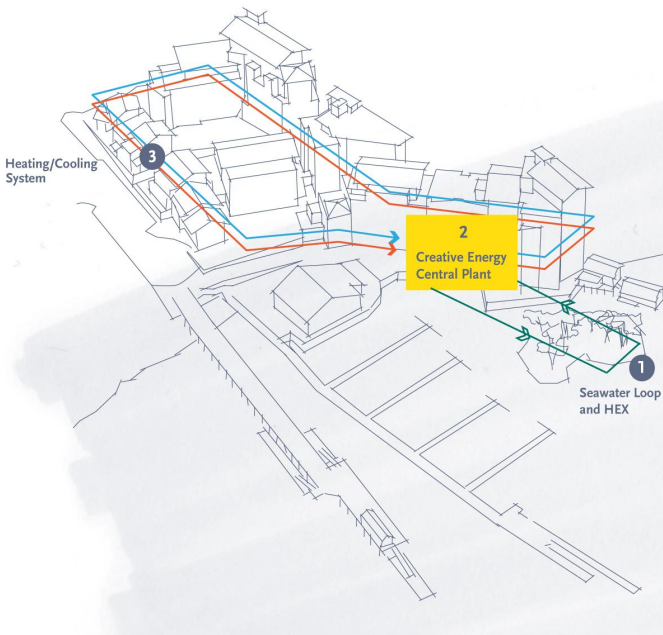 3
Heating/Cooling
System
2
Creative Energy
Central Plant
1
Seawater Loop
and HEX